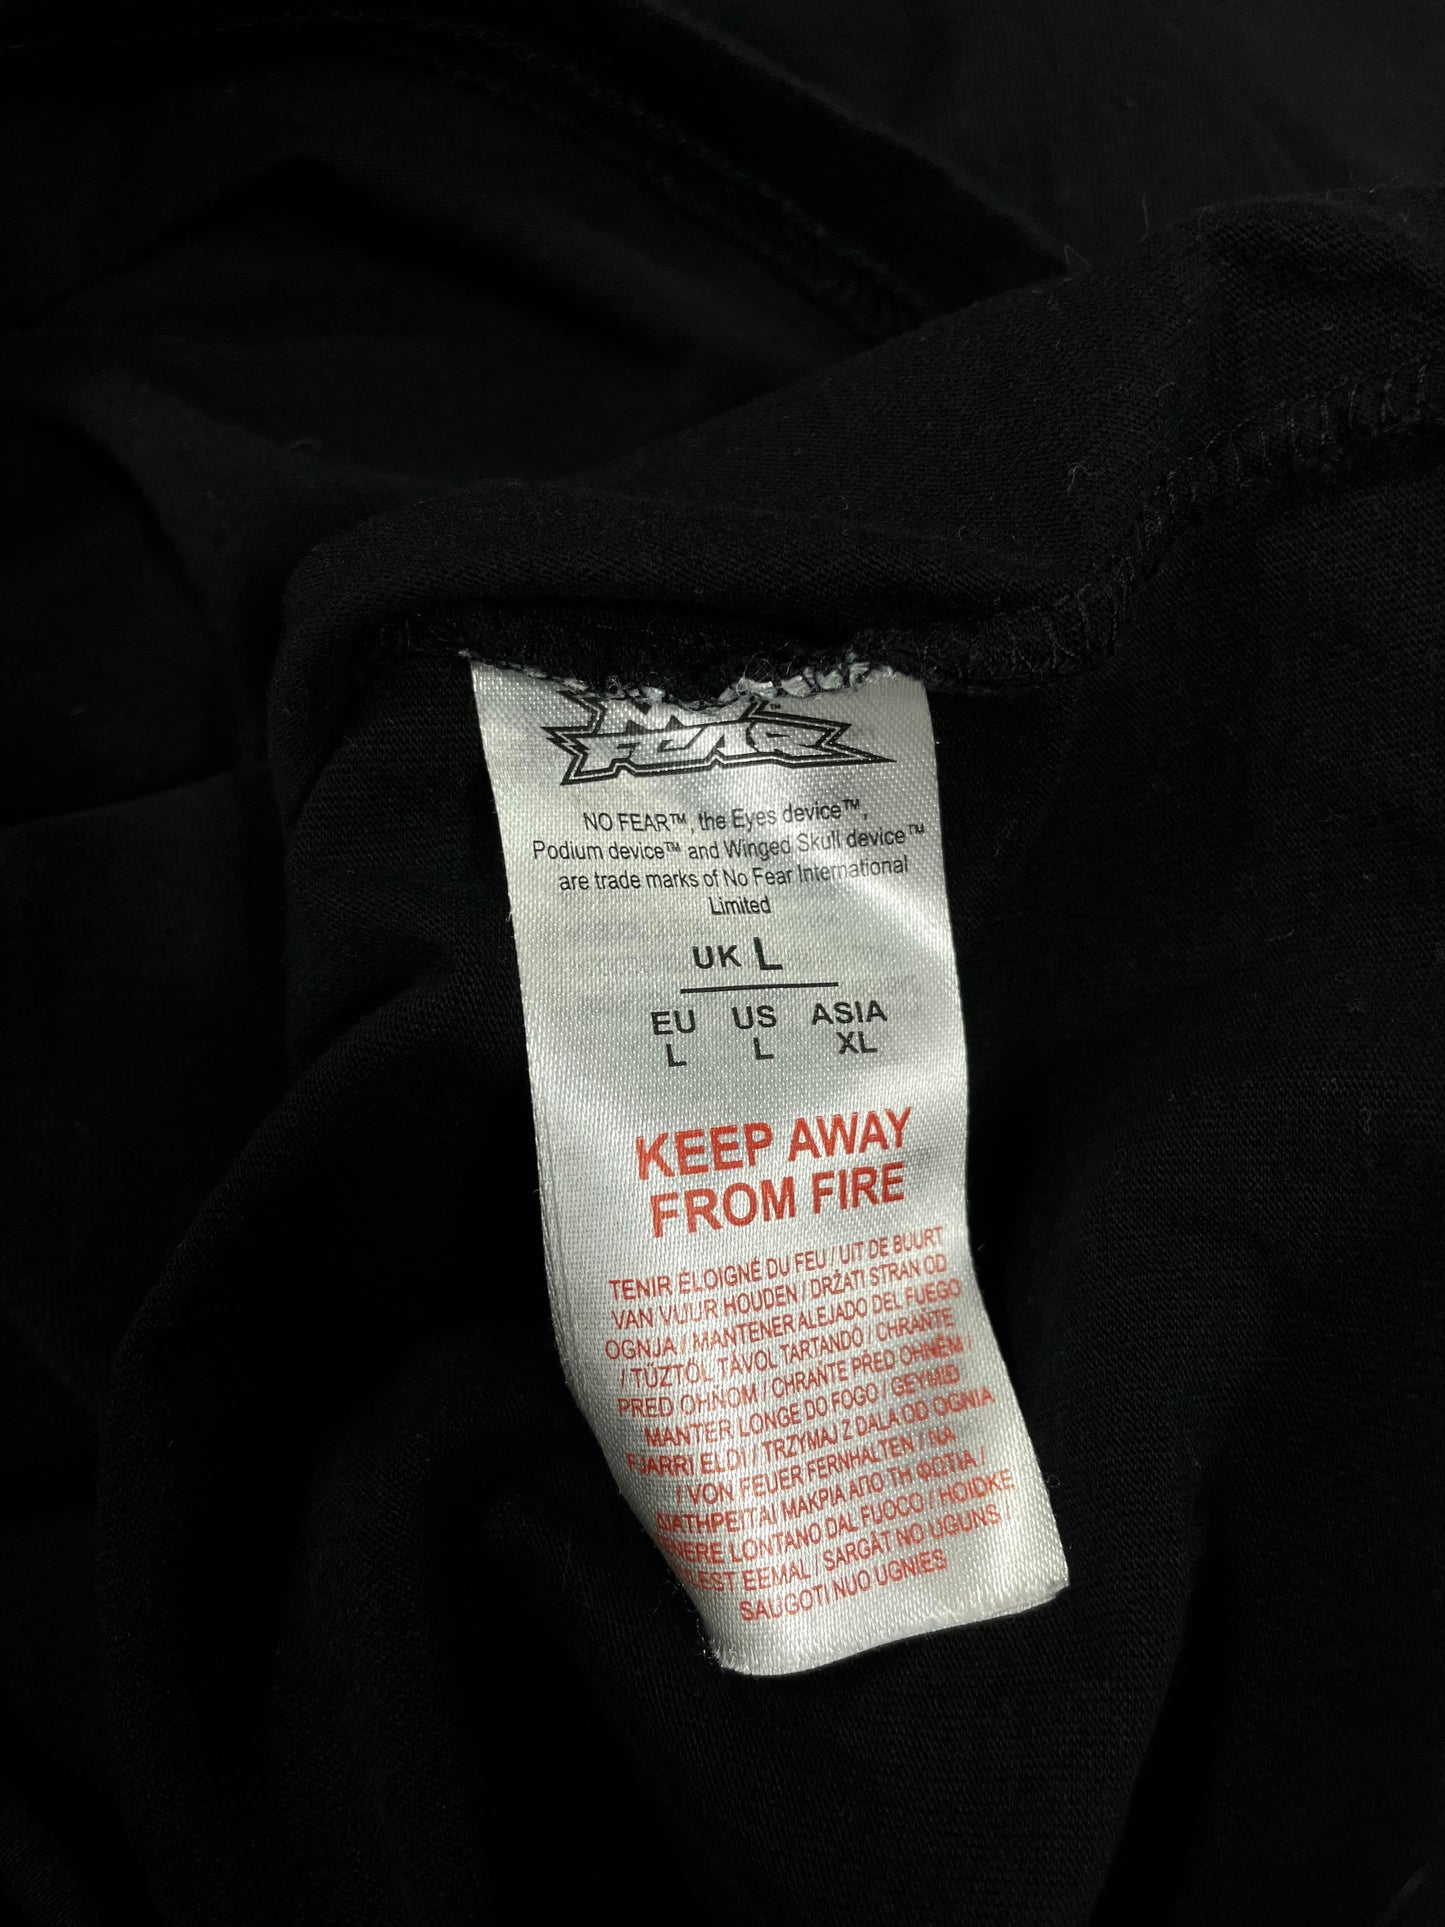 NO
FEAR™
NO FEAR™, the Eyes device™,
Podium device™ and Winged Skull device™
are trade marks of No Fear International
Limited
UK L
EU US ASIA
L L XL
KEEP AWAY
FROM FIRE
TENIR ÉLOIGNÉ DU FEU / UIT DE BUURT
VAN VUUR HOUDEN / DRŽATI STRAN OD
OGNJA / MANTENER ALEJADO DEL FUEGO
/ TŰZTŐL TÁVOL TARTANDÓ / CHRAŇTE
PRED OHŇOM / CHRAŇTE PŘED OHNĚM /
MANTER LONGE DO FOGO / GEYMIÐ
FJARRI ELDI / TRZYMAJ Z DALA OD OGNIA
/ VON FEUER FERNHALTEN / ΝΑ
ΔΙΑΤΗΡΕΙΤΑΙ ΜΑΚΡΙΑ ΑΠΟ ΤΗ ΦΩΤΙΑ /
LONTANO DAL FUOCO / HOIDKE
EEMAL / SARGĀT NO UGUNS /
SAUGOTI NUO UGNIES